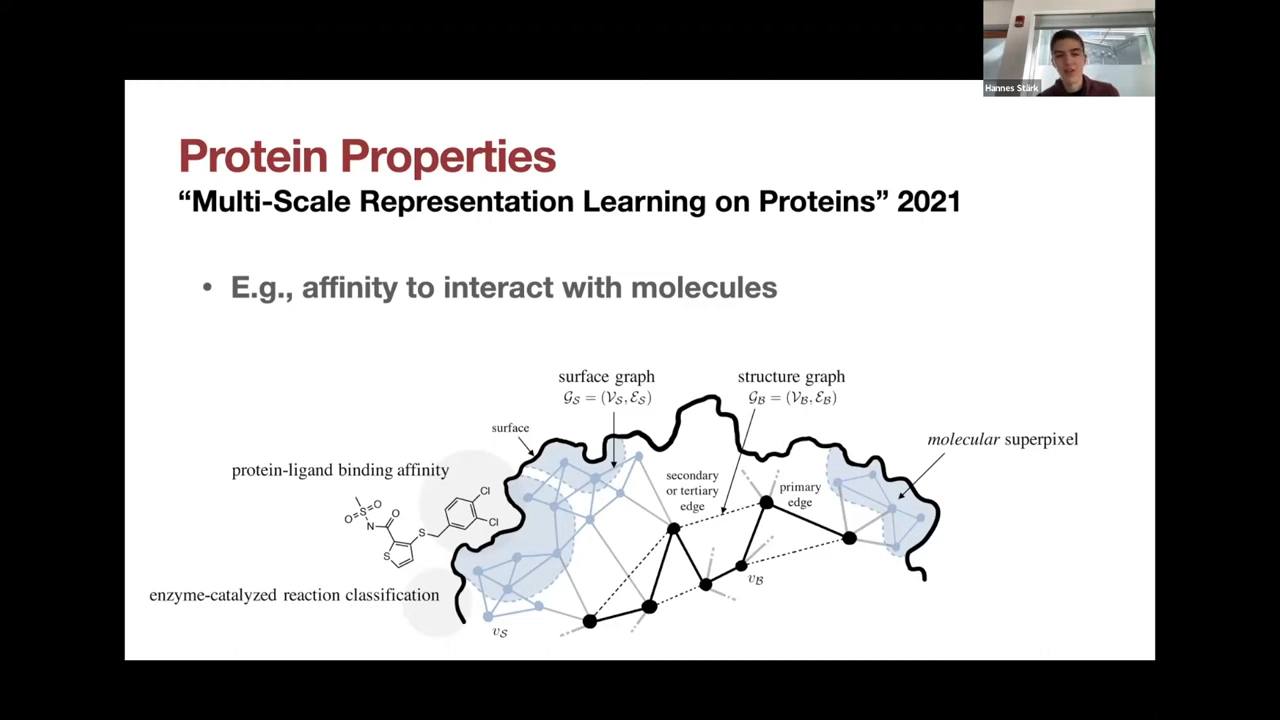 Hannes Stärk
Protein Properties
“Multi-Scale Representation Learning on Proteins” 2021
• E.g., affinity to interact with molecules
surface graph
𝒢𝒮 = (𝒱𝒮, ℰ𝒮)
structure graph
𝒢ℬ = (𝒱ℬ, ℰℬ)
surface
molecular superpixel
protein-ligand binding affinity
secondary
or tertiary
edge
primary
edge
Cl
Cl
O
S
O
N
O
S
S
vℬ
enzyme-catalyzed reaction classification
v𝒮